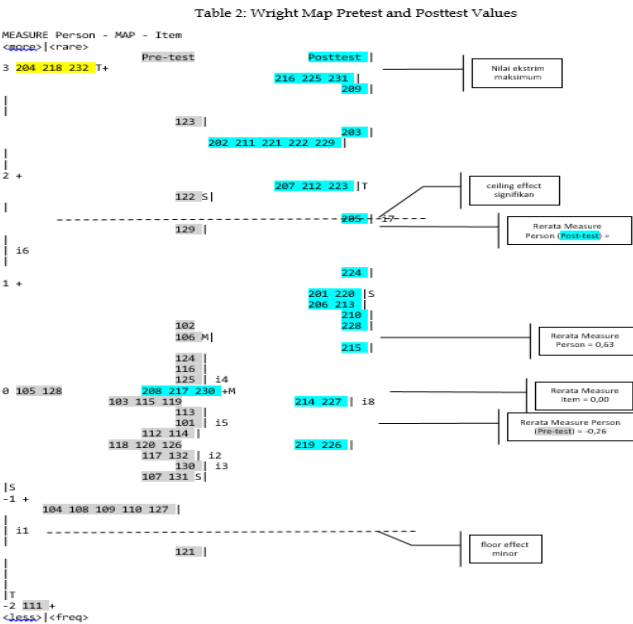 Table 2: Wright Map Pretest and Posttest Values
MEASURE Person - MAP - Item
<more>|<rare>
Pre-test Posttest |
3 204 218 232 T+
Nilai ekstrim
maksimum
216 225 231 |
209 |
|
|
123 |
203 |
202 211 221 222 229 |
|
|
2 +
207 212 223 |T
ceiling effect
signifikan
122 S|
|
205 | i7
129 |
Rerata Measure
Person (Post-test) =
|
| i6
|
224 |
1 +
201 220 |S
206 213 |
210 |
102 228 |
106 M|
Rerata Measure
Person = 0,63
215 |
124 |
116 |
125 | i4
0 105 128 208 217 230 +M
Rerata Measure
Item = 0,00
103 115 119 214 227 | i8
113 |
101 | i5
Rerata Measure Person
(Pre-test) = -0,26
112 114 |
118 120 126 219 226 |
117 132 | i2
130 | i3
107 131 S|
|S
-1 +
104 108 109 110 127 |
|
| i1
|
floor effect
minor
121 |
|
|
|
|T
-2 111 +
<less>|<freq>